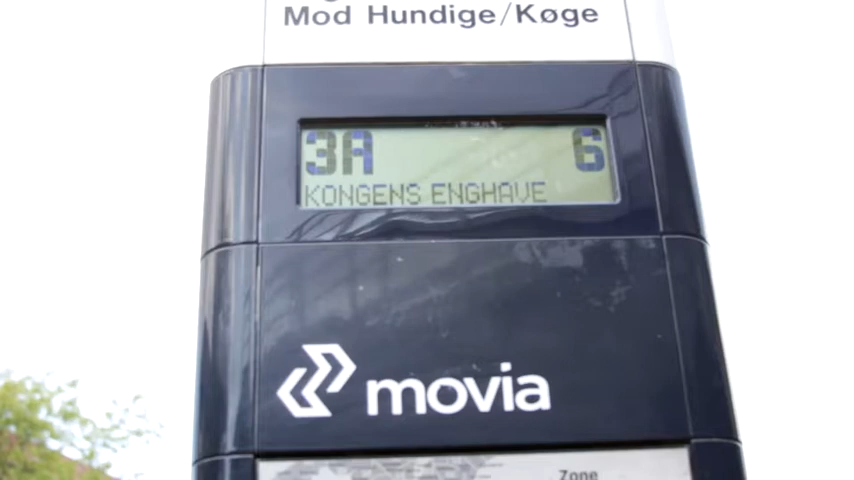 Mod Hundige/Køge
3A 6
KONGENS ENGHAVE
movia
Zone